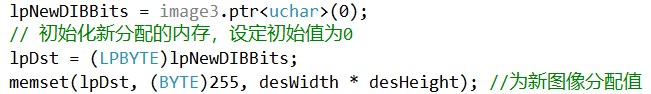 lpNewDIBBits = image3.ptr<uchar>(0);
// 初始化新分配的内存，设定初始值为0
lpDst = (LPBYTE)lpNewDIBBits;
memset(lpDst, (BYTE)255, desWidth * desHeight); //为新图像分配值